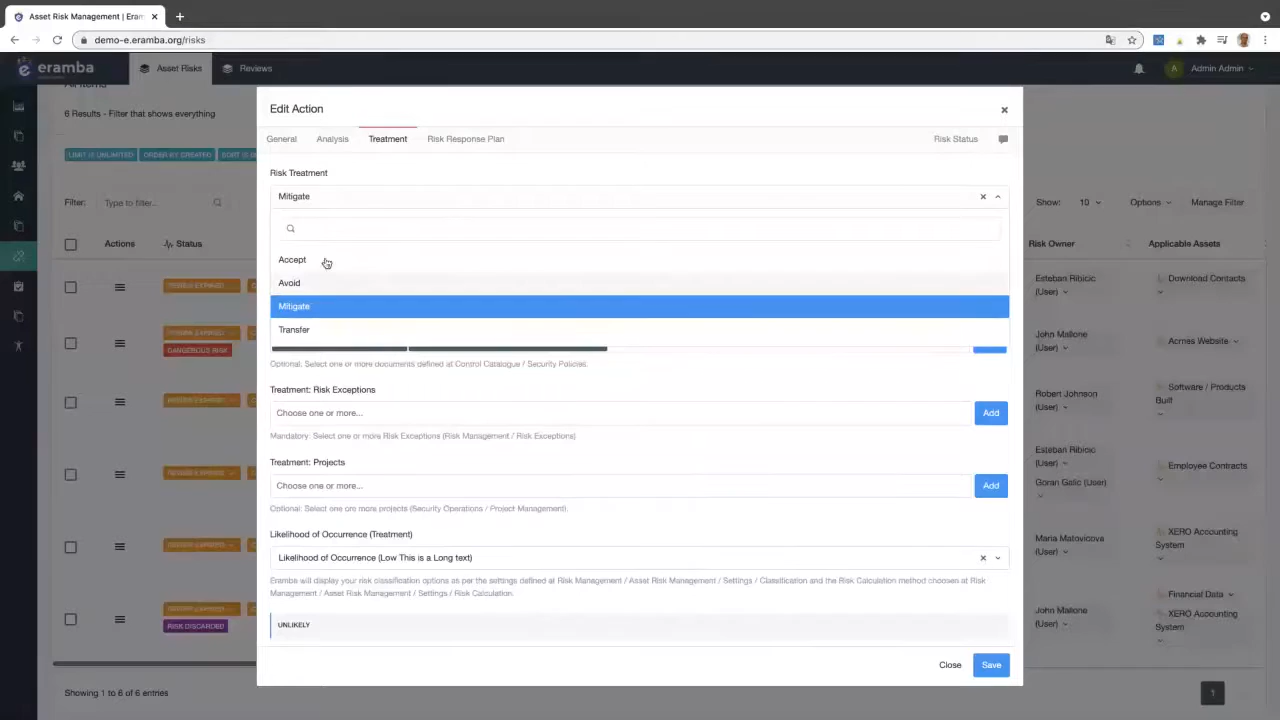 Asset Risk Management | Eram
demo-e.eramba.org/risks
eramba
Asset Risks
Reviews
A
Admin Admin
All Items
6 Results - Filter that shows everything
LIMIT IS UNLIMITED
ORDER BY CREATED
SORT IS
Filter:
Type to filter...
Show:
10
Options
Manage Filter
Actions
Status
Risk Owner
Applicable Assets
Esteban Ribicic
(User)
Download Contracts
DANGEROUS RISK
John Mallone
(User)
Acmes Website
Robert Johnson
(User)
Software / Products
Built
Esteban Ribicic
(User)
Goran Galic (User)
Employee Contracts
Maria Matovicova
(User)
XERO Accounting
System
RISK DISCARDED
John Mallone
(User)
Financial Data
XERO Accounting
System
Showing 1 to 6 of 6 entries
1
Edit Action
General
Analysis
Treatment
Risk Response Plan
Risk Status
Risk Treatment
Mitigate
Accept
Avoid
Mitigate
Transfer
Optional: Select one or more documents defined at Control Catalogue / Security Policies.
Treatment: Risk Exceptions
Choose one or more...
Add
Mandatory: Select one or more Risk Exceptions (Risk Management / Risk Exceptions)
Treatment: Projects
Choose one or more...
Add
Optional: Select one ore more projects (Security Operations / Project Management).
Likelihood of Occurrence (Treatment)
Likelihood of Occurrence (Low This is a Long text)
Eramba will display your risk classification options as per the settings defined at Risk Management / Asset Risk Management / Settings / Classification and the Risk Calculation method choosen at Risk
Management / Asset Risk Management / Settings / Risk Calculation.
UNLIKELY
Close
Save